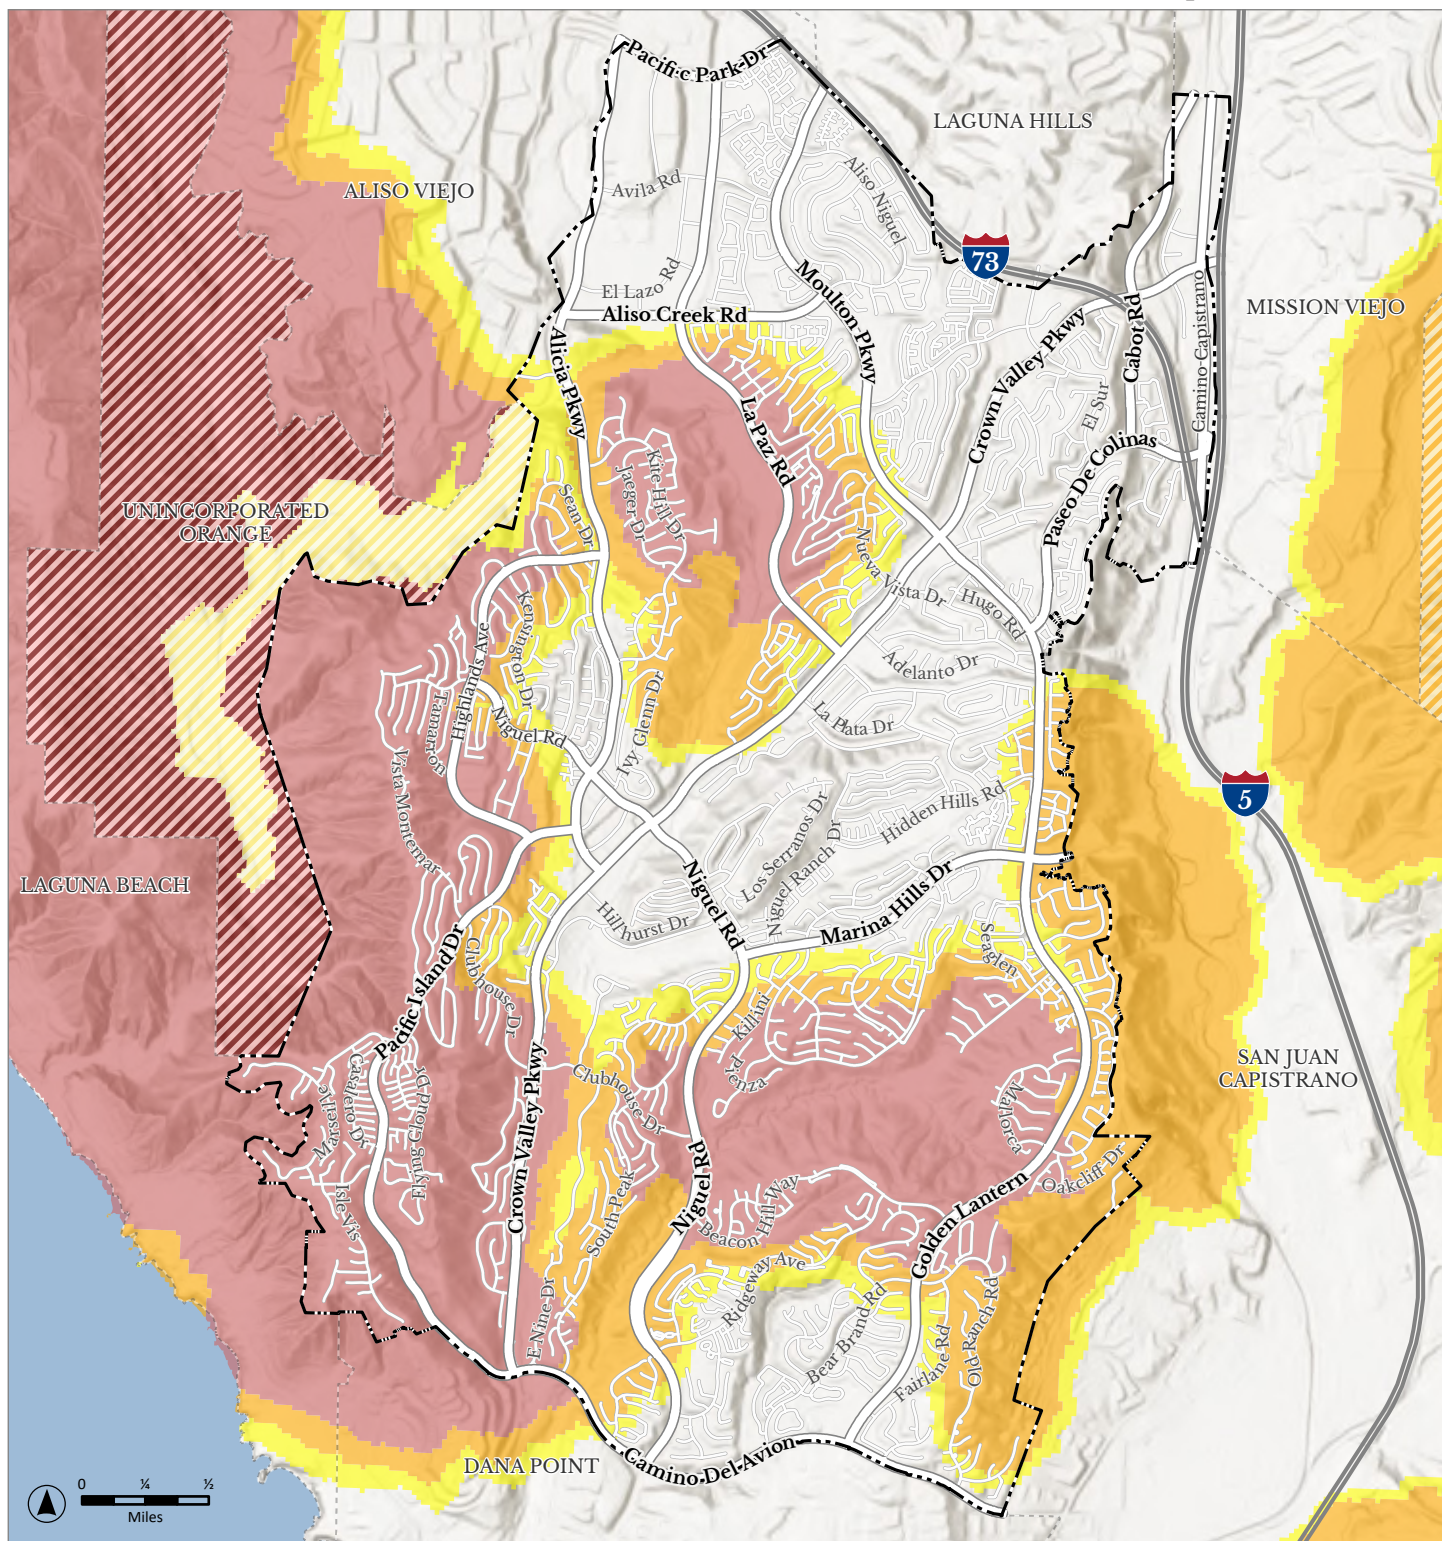 Pacific Park Dr
LAGUNA HILLS
ALISO VIEJO
Avila Rd
Aliso Niguel
73
El Lazo Rd
Aliso Creek Rd
Moulton Pkwy
MISSION VIEJO
Alicia Pkwy
Crown Valley Pkwy
Cabot Rd
Camino Capistrano
La Paz Rd
El Sur
Kite Hill Dr
Jaeger Dr
Paseo De Colinas
Sean Dr
UNINCORPORATED
ORANGE
Nueva Vista Dr
Hugo Rd
Kensington Dr
Highlands Ave
Adelanto Dr
Tamarron
Niguel Rd
Ivy Glenn Dr
La Plata Dr
Vista Montemar
Hidden Hills Rd
5
Los Serranos Dr
Niguel Ranch Dr
LAGUNA BEACH
Niguel Rd
Marina Hills Dr
Hillhurst Dr
Pacific Island Dr
Clubhouse Dr
Seaglen
Killini
SAN JUAN
CAPISTRANO
Yenza Rd
Clubhouse Dr
Casalero Dr
Flying Cloud Dr
Marseille
Mallorca
Crown Valley Pkwy
Niguel Rd
Oakcliff Dr
Isle Vis
South Peak
Beacon Hill Way
Golden Lantern
Ridgeway Ave
E Nine Dr
Bear Brand Rd
Old Ranch Rd
Fairlane Rd
Camino Del Avion
DANA POINT
0 ¼ ½
Miles